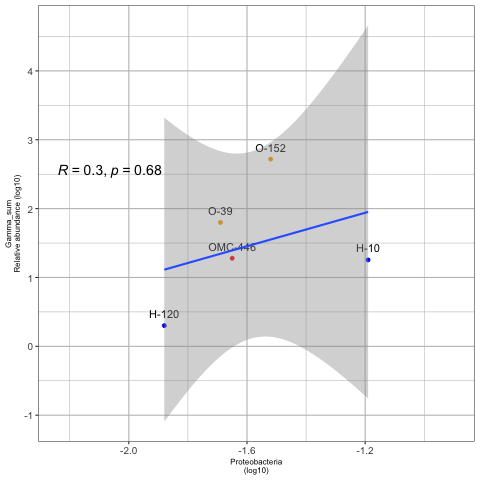 4
3
2
1
0
-1
Gamma_sum
Relative abundance (log10)
R = 0.3, p = 0.68
O-152
O-39
OMC-446
H-10
H-120
-2.0 -1.6 -1.2
Proteobacteria
(log10)